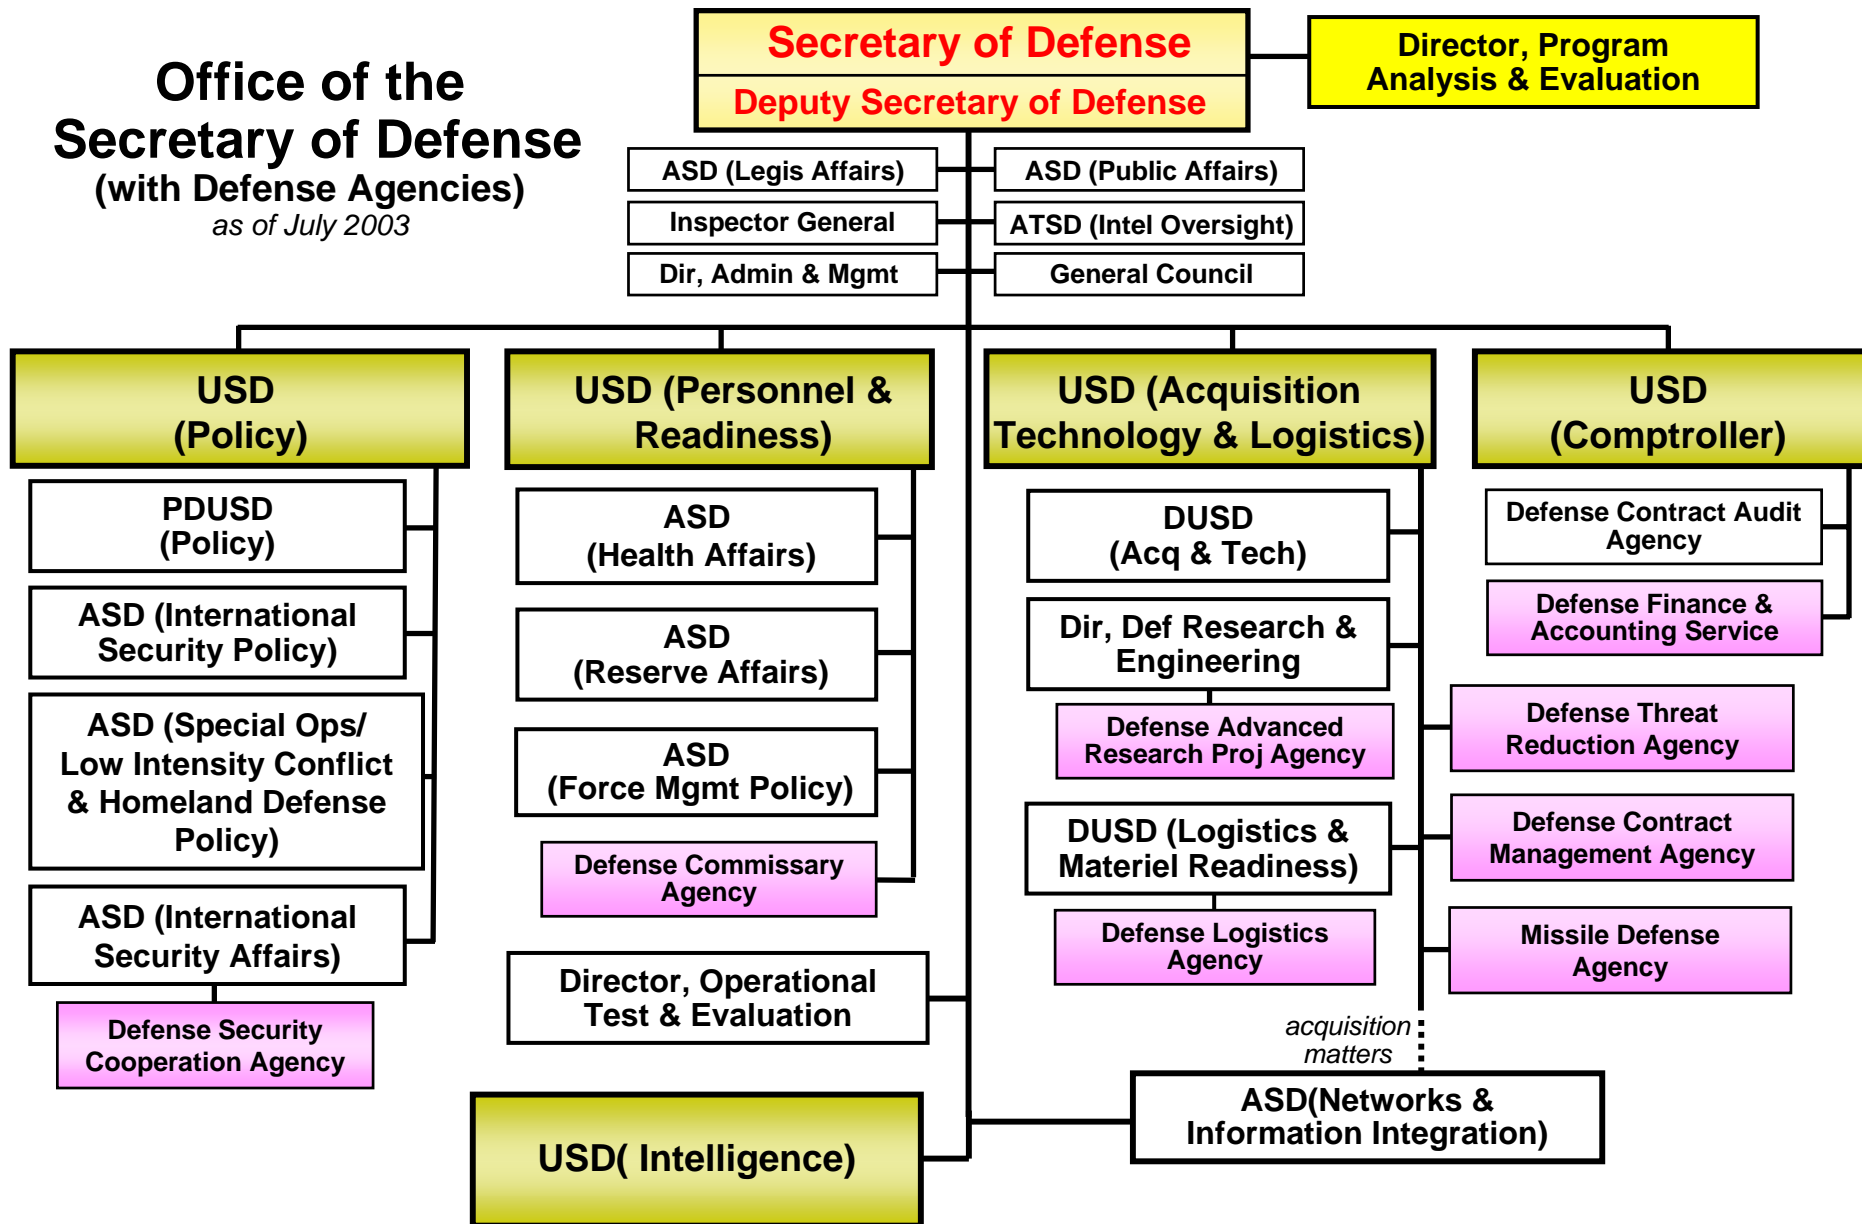 Office of the
Secretary of Defense
(with Defense Agencies)
as of July 2003
Secretary of Defense
Deputy Secretary of Defense
Director, Program
Analysis & Evaluation
ASD (Legis Affairs)
ASD (Public Affairs)
Inspector General
ATSD (Intel Oversight)
Dir, Admin & Mgmt
General Council
USD
(Policy)
PDUSD
(Policy)
ASD (International
Security Policy)
ASD (Special Ops/
Low Intensity Conflict
& Homeland Defense
Policy)
ASD (International
Security Affairs)
Defense Security
Cooperation Agency
USD (Personnel &
Readiness)
ASD
(Health Affairs)
ASD
(Reserve Affairs)
ASD
(Force Mgmt Policy)
Defense Commissary
Agency
Director, Operational
Test & Evaluation
USD( Intelligence)
USD (Acquisition
Technology & Logistics)
DUSD
(Acq & Tech)
Dir, Def Research &
Engineering
Defense Advanced
Research Proj Agency
DUSD (Logistics &
Materiel Readiness)
Defense Logistics
Agency
acquisition
matters
ASD(Networks &
Information Integration)
USD
(Comptroller)
Defense Contract Audit
Agency
Defense Finance &
Accounting Service
Defense Threat
Reduction Agency
Defense Contract
Management Agency
Missile Defense
Agency